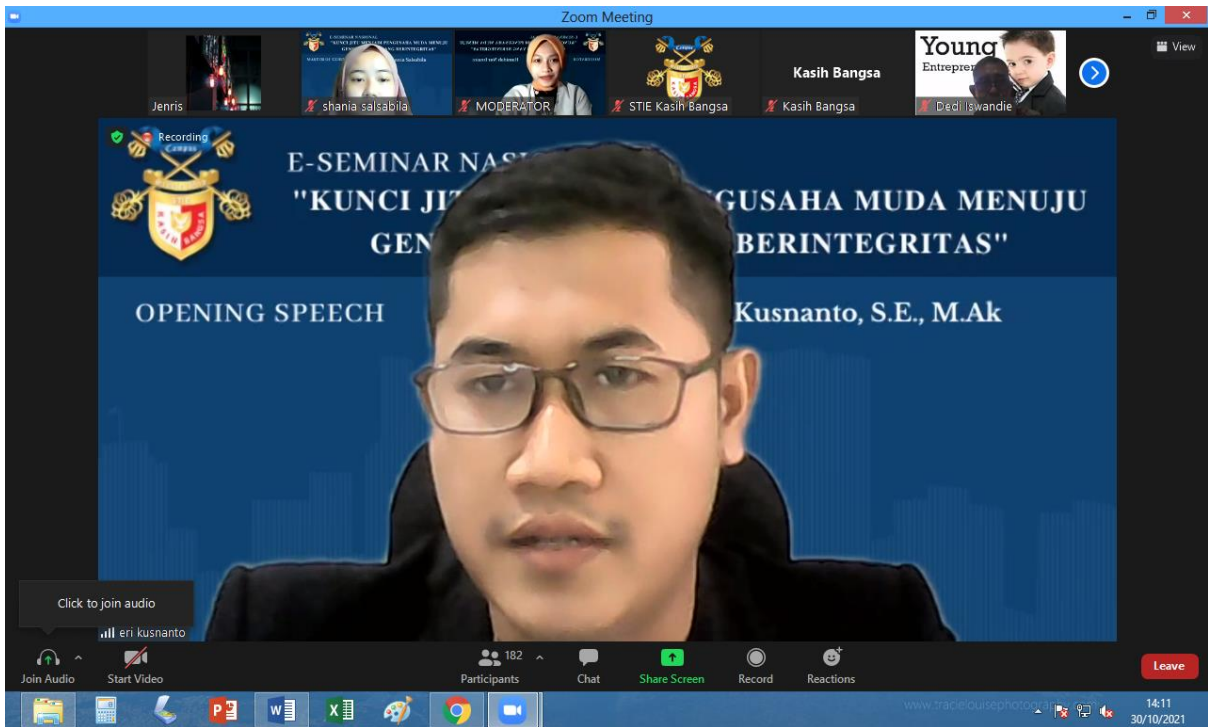 Zoom Meeting
View
Jenris
shania salsabila
MODERATOR
STIE Kasih Bangsa
Kasih Bangsa
Kasih Bangsa
Young
Dedi Iswandie
Recording
Campus
KASIH BANGSA
E-SEMINAR NAS
"KUNCI JIT GUSAHA MUDA MENUJU
GEN BERINTEGRITAS"
OPENING SPEECH Kusnanto, S.E., M.Ak
Click to join audio
eri kusnanto
Join Audio
Start Video
182
Participants
Chat
Share Screen
Record
Reactions
Leave
14:11
30/10/2021